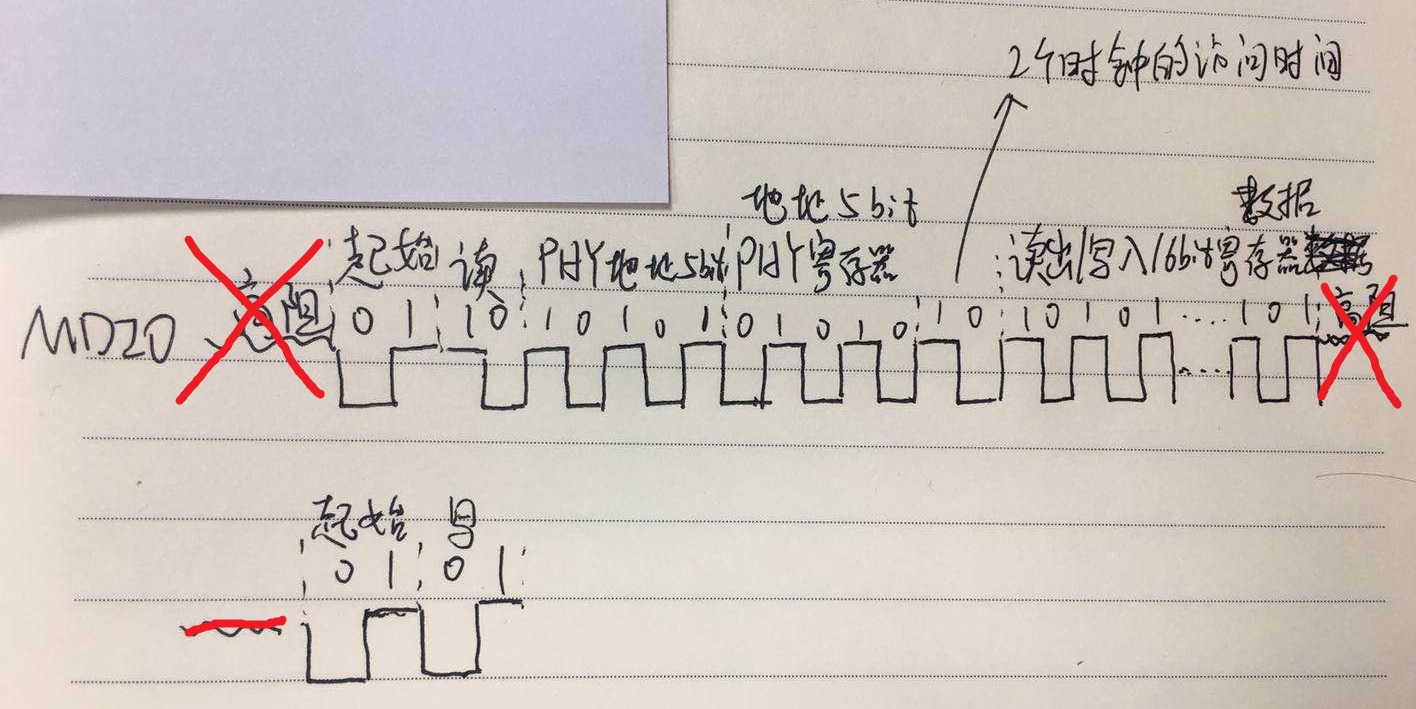 2个时钟的访问时间
地址5bit 数据
起始 读 PHY地址5bit PHY寄存器 读出/写入16bit寄存器
MDIO 高阻 0 1 1 0 1 0 1 0 1 0 1 0 1 0 1 0 1 0 1 0 1 .... 1 0 1 高阻
起始 写
0 1 0 1